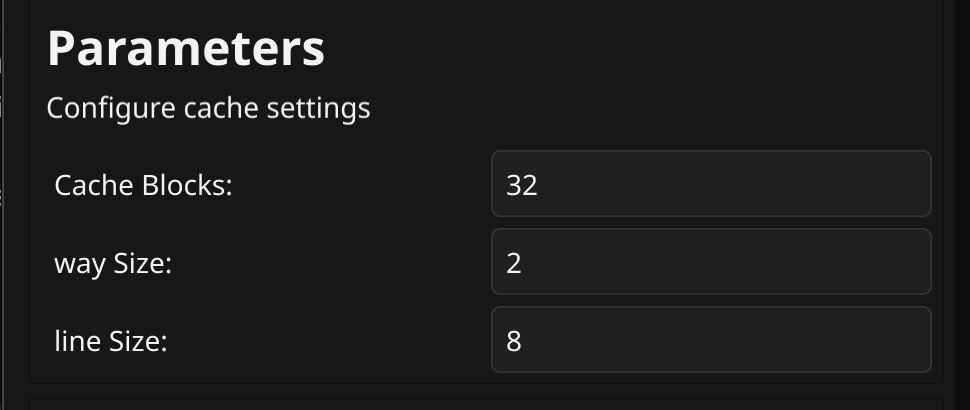 Parameters
Configure cache settings
Cache Blocks: 32
way Size: 2
line Size: 8